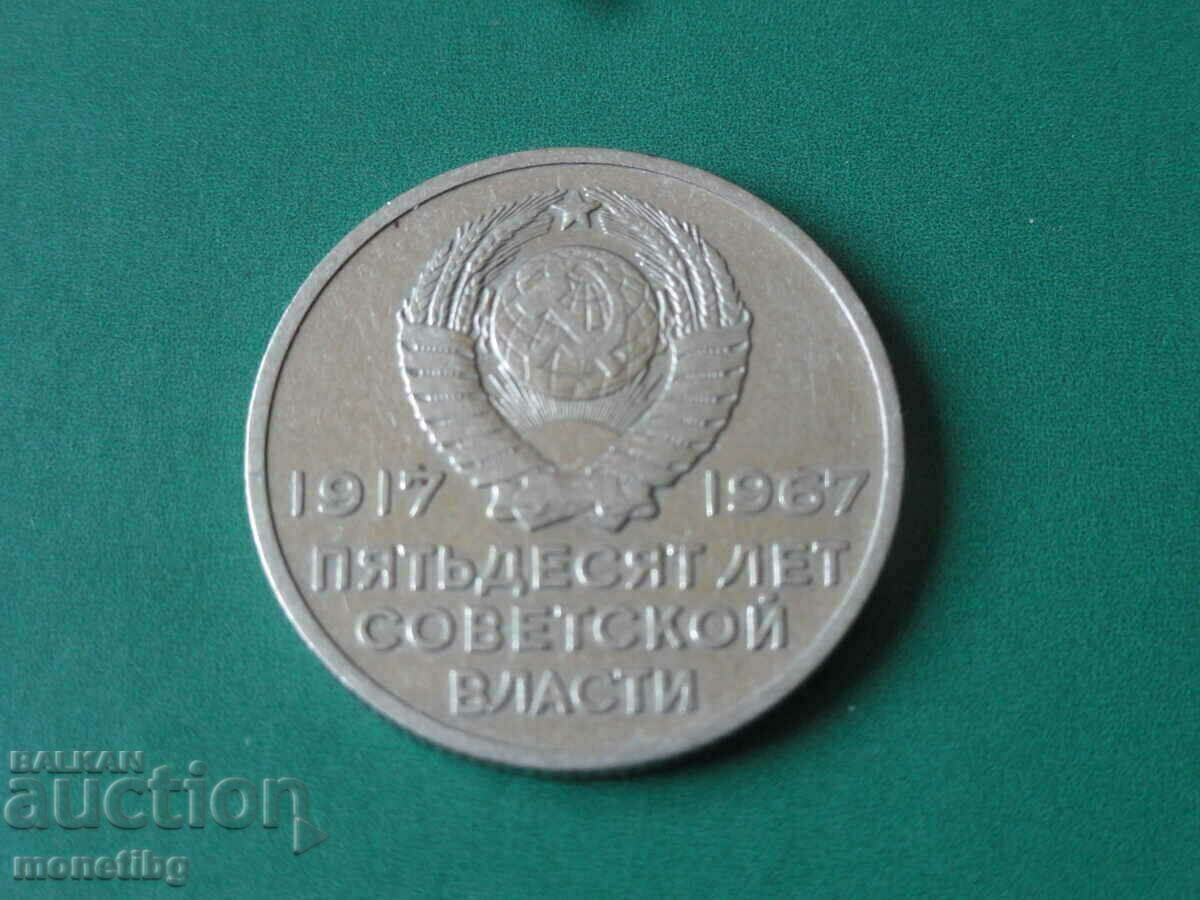 1917 1967
ПЯТЬДЕСЯТ ЛЕТ
СОВЕТСКОЙ
ВЛАСТИ
BALKAN
auction
monetibg